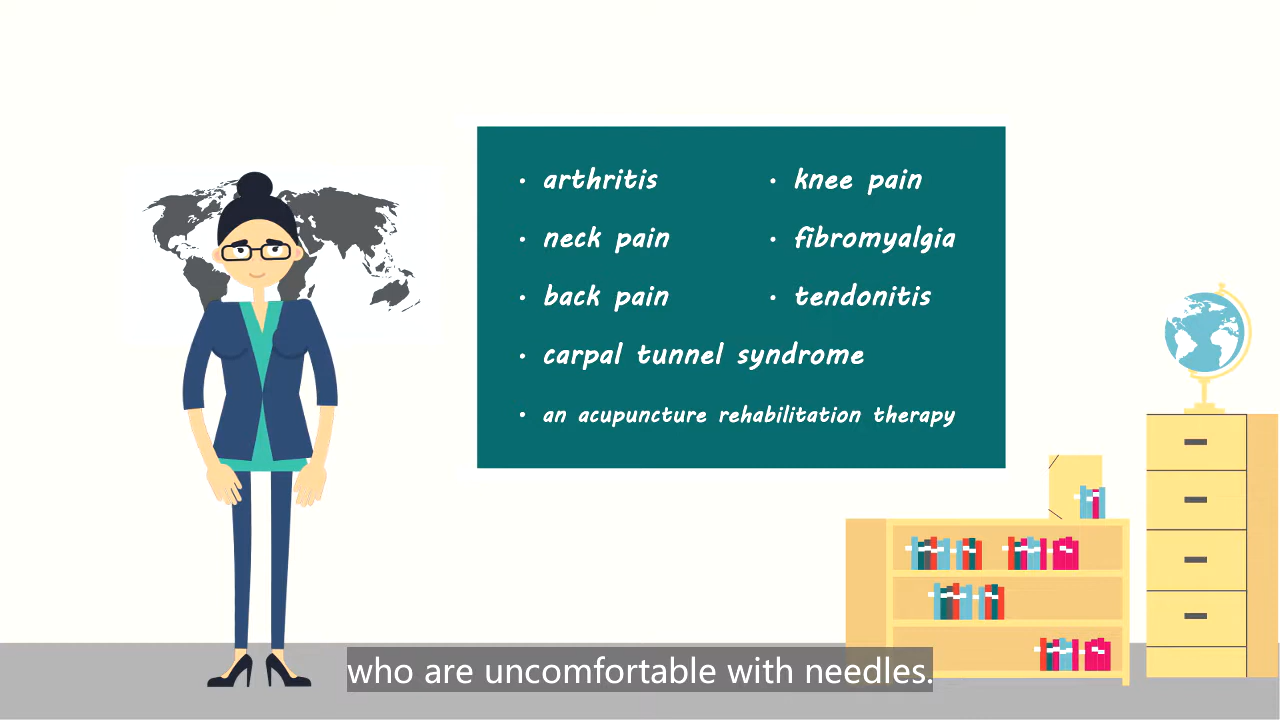 • arthritis
• knee pain
• neck pain
• fibromyalgia
• back pain
• tendonitis
• carpal tunnel syndrome
• an acupuncture rehabilitation therapy
who are uncomfortable with needles.